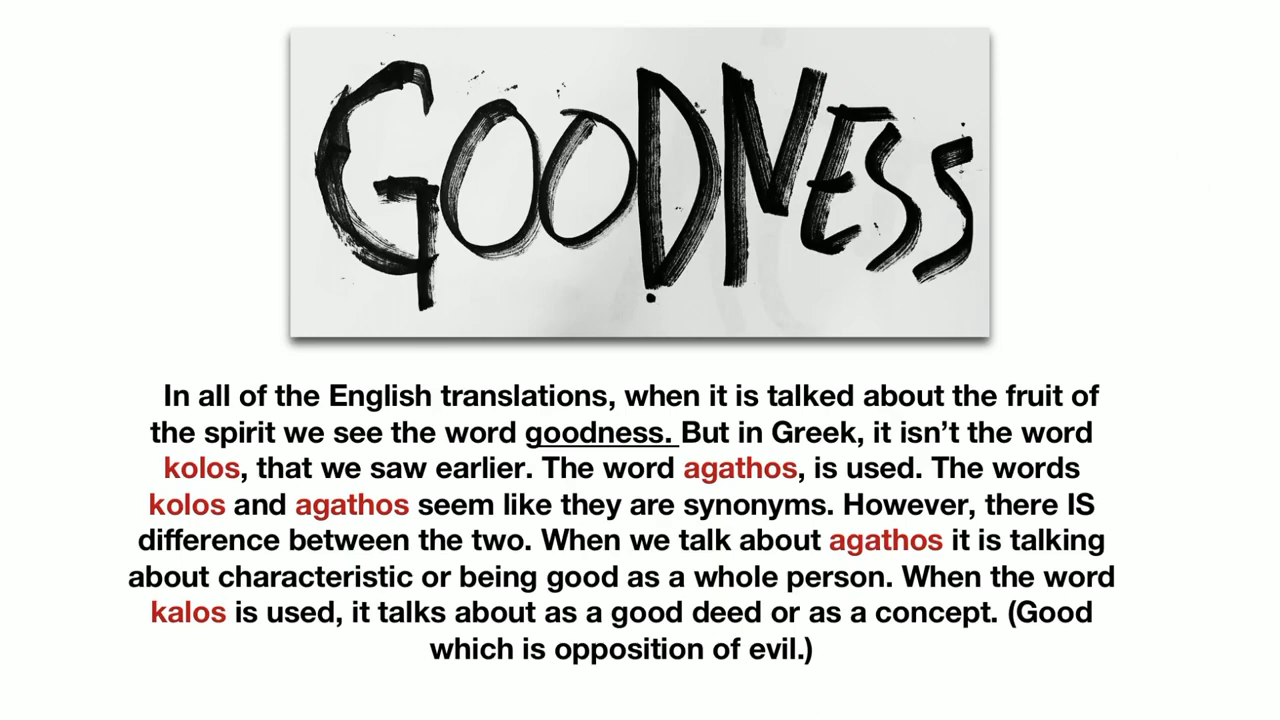 GOODNESS
In all of the English translations, when it is talked about the fruit of
the spirit we see the word goodness. But in Greek, it isn’t the word
kolos, that we saw earlier. The word agathos, is used. The words
kolos and agathos seem like they are synonyms. However, there IS
difference between the two. When we talk about agathos it is talking
about characteristic or being good as a whole person. When the word
kalos is used, it talks about as a good deed or as a concept. (Good
which is opposition of evil.)